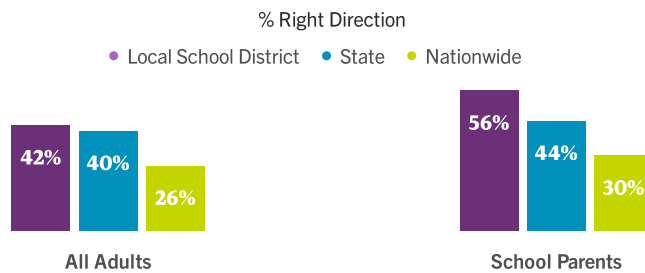 % Right Direction
Local School District State Nationwide
42% 40% 26%
56% 44% 30%
All Adults
School Parents